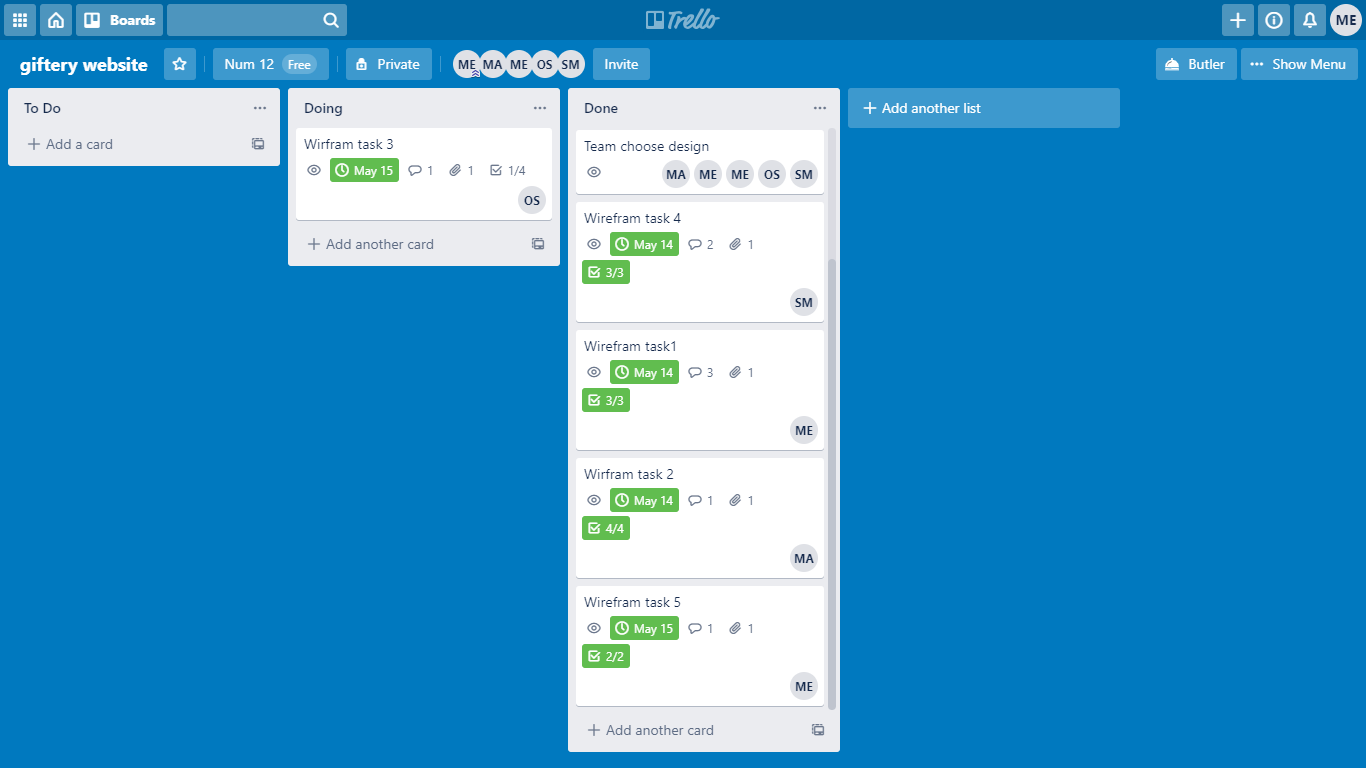 Boards
Trello
ME
giftery website
Num 12 Free
Private
ME MA ME OS SM
Invite
Butler
Show Menu
To Do
Add a card
Doing
Wirfram task 3
May 15 1 1 1/4
OS
Add another card
Done
Team choose design
MA ME ME OS SM
Wirefram task 4
May 14 2 1
3/3
SM
Wirefram task1
May 14 3 1
3/3
ME
Wirfram task 2
May 14 1 1
4/4
MA
Wirefram task 5
May 15 1 1
2/2
ME
Add another card
Add another list